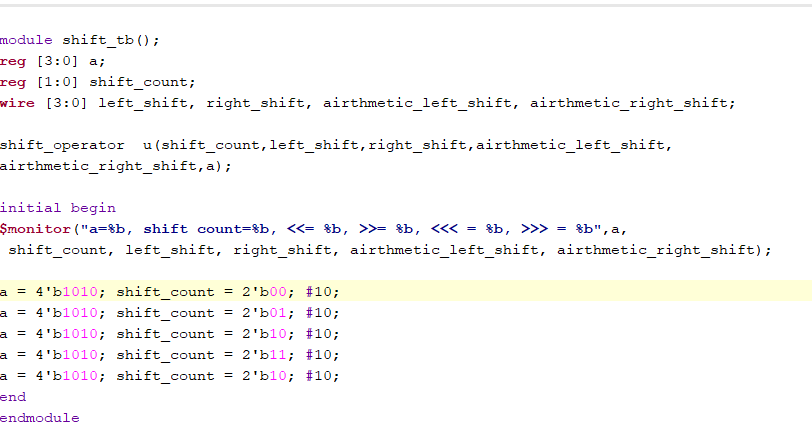 module shift_tb();
reg [3:0] a;
reg [1:0] shift_count;
wire [3:0] left_shift, right_shift, airthmetic_left_shift, airthmetic_right_shift;
shift_operator  u(shift_count,left_shift,right_shift,airthmetic_left_shift,
airthmetic_right_shift,a);
initial begin
$monitor("a=%b, shift count=%b, <<= %b, >>= %b, <<< = %b, >>> = %b",a,
 shift_count, left_shift, right_shift, airthmetic_left_shift, airthmetic_right_shift);
a = 4'b1010; shift_count = 2'b00; #10;
a = 4'b1010; shift_count = 2'b01; #10;
a = 4'b1010; shift_count = 2'b10; #10;
a = 4'b1010; shift_count = 2'b11; #10;
a = 4'b1010; shift_count = 2'b10; #10;
end
endmodule